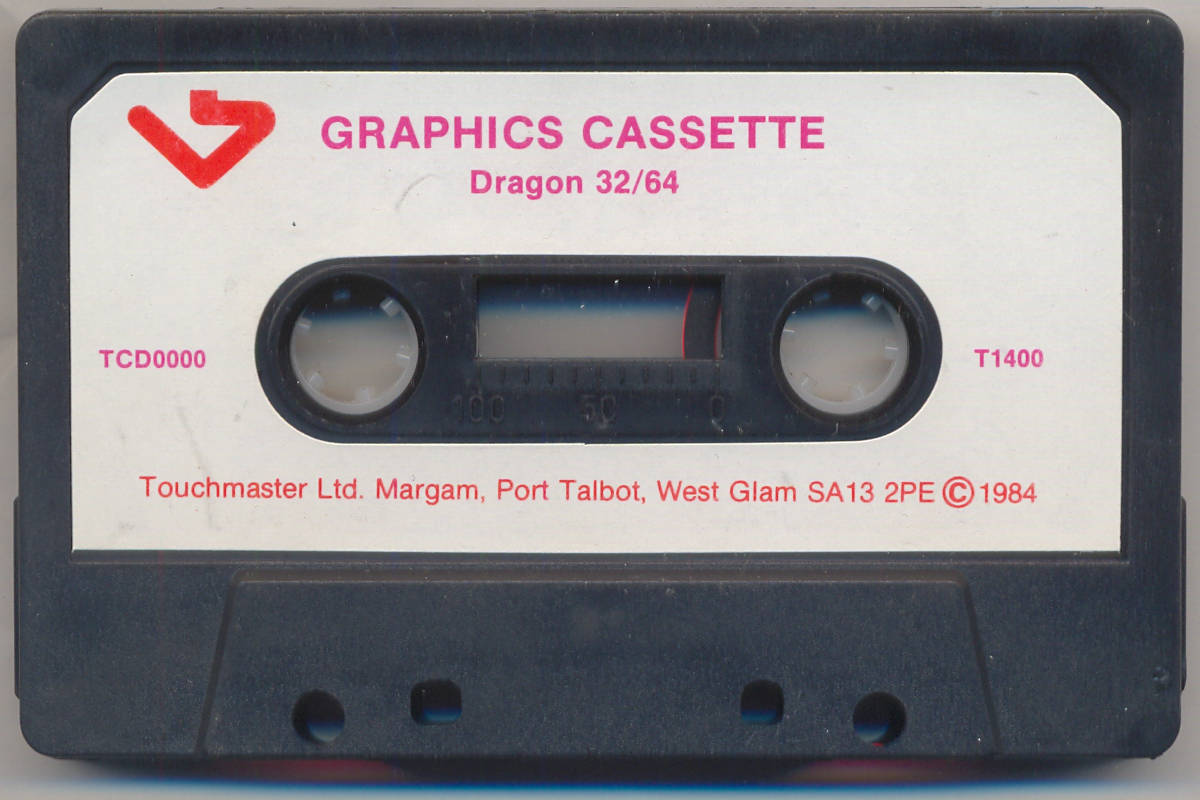 GRAPHICS CASSETTE
Dragon 32/64
TCD0000
T1400
100 50 0
Touchmaster Ltd. Margam, Port Talbot, West Glam SA13 2PE © 1984